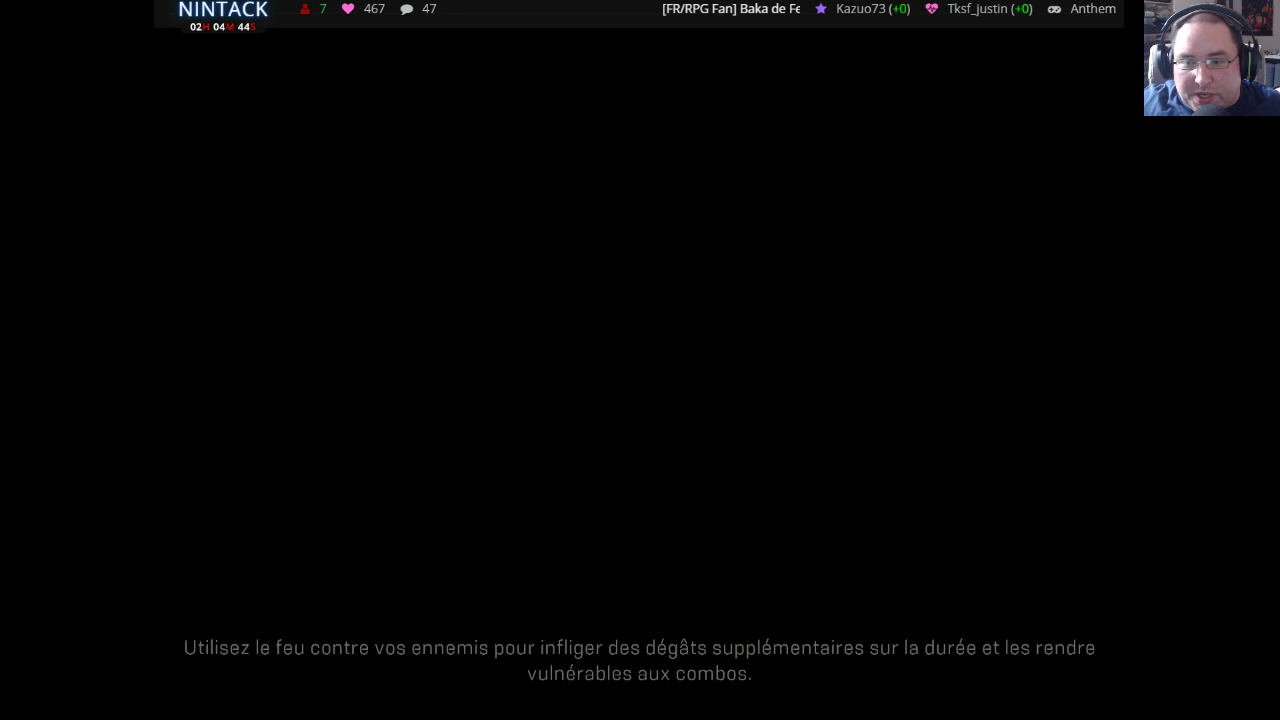 NINTACK
7 467 47
[FR/RPG Fan] Baka de Fe
Kazuo73 (+0)
Tksf_justin (+0)
Anthem
02H 04M 44S
Utilisez le feu contre vos ennemis pour infliger des dégâts supplémentaires sur la durée et les rendre
vulnérables aux combos.